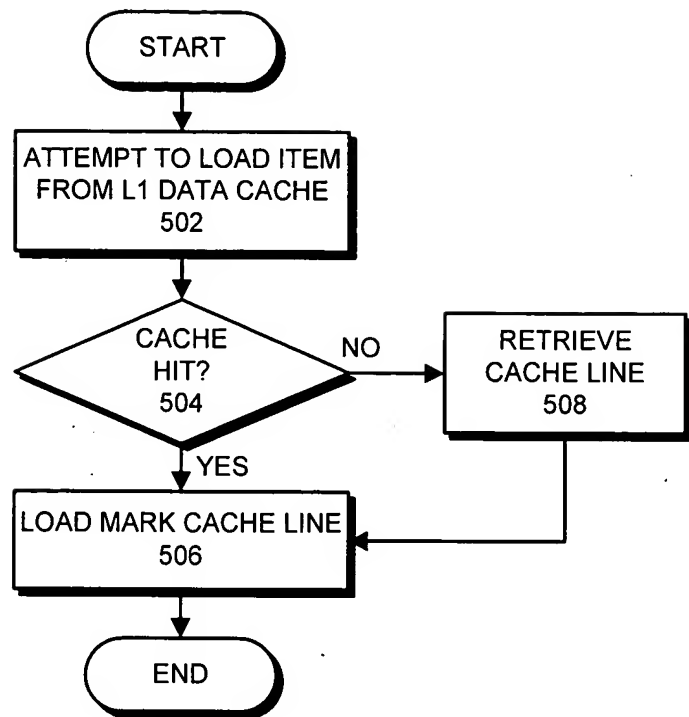 START
ATTEMPT TO LOAD ITEM
FROM L1 DATA CACHE
502
CACHE
HIT?
504
NO
RETRIEVE
CACHE LINE
508
YES
LOAD MARK CACHE LINE
506
END